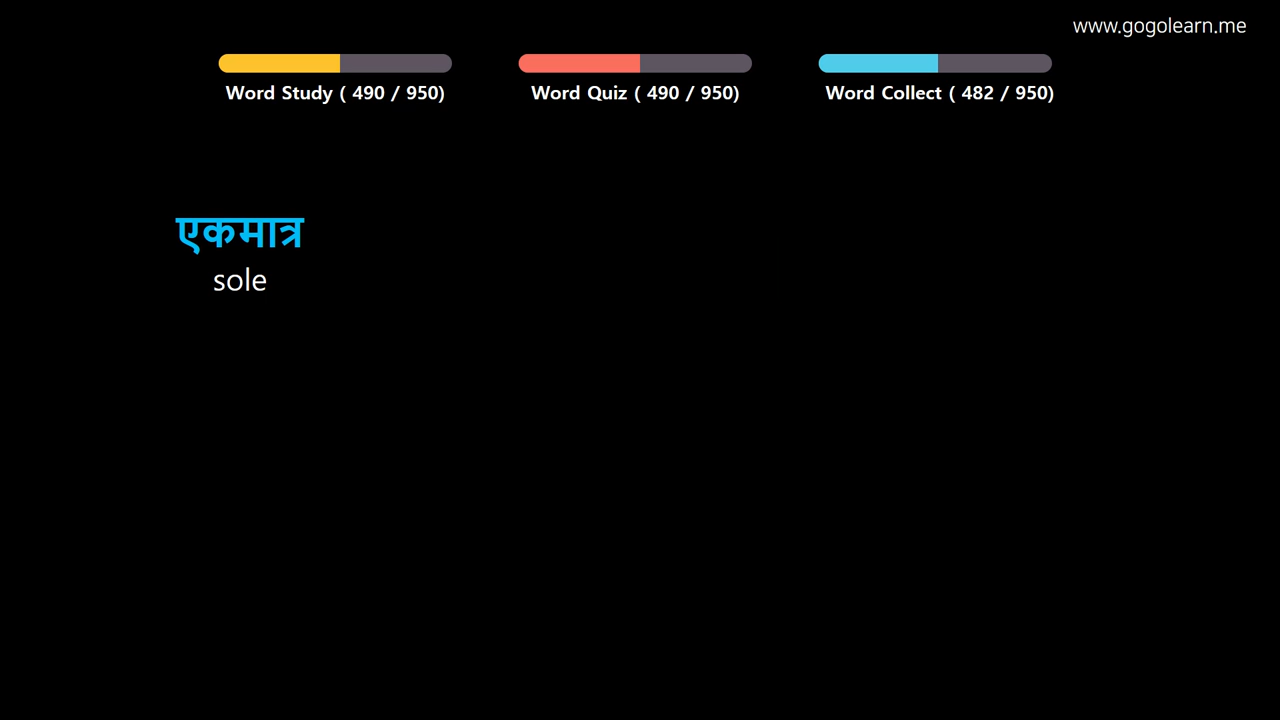 www.gogolearn.me
Word Study ( 490 / 950)
Word Quiz ( 490 / 950)
Word Collect ( 482 / 950)
एकमात्र
sole